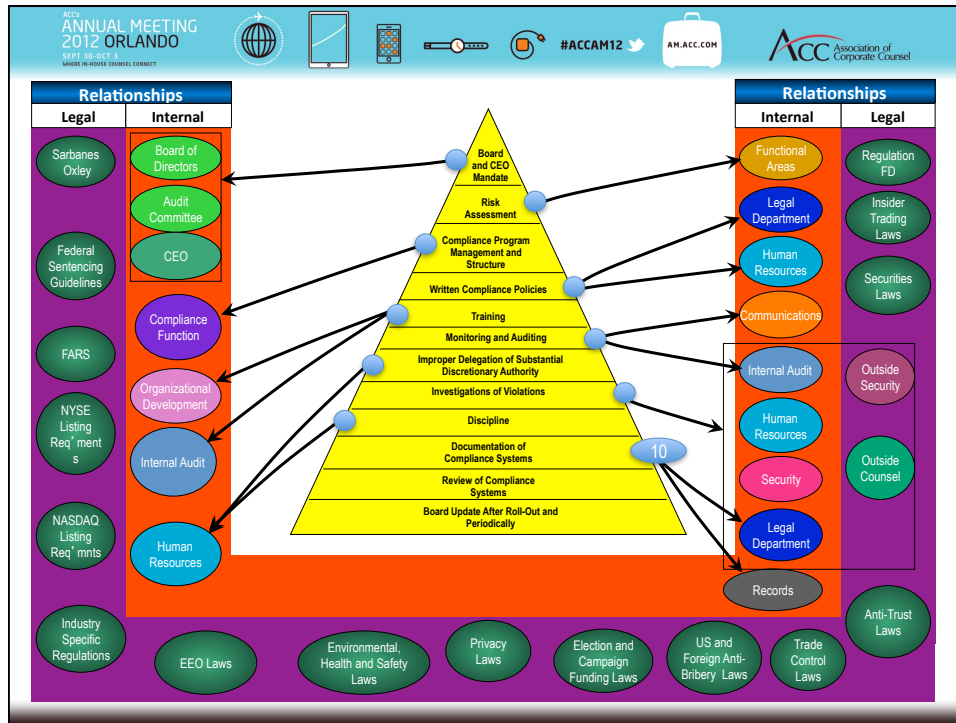 ACC's
ANNUAL MEETING
2012 ORLANDO
SEPT 30-OCT 3
WHERE IN-HOUSE COUNSEL CONNECT
#ACCAM12
AM.ACC.COM
ACC Association of
Corporate Counsel
Relationships
Legal
Internal
Sarbanes
Oxley
Federal
Sentencing
Guidelines
FARS
NYSE
Listing
Req'ment
s
NASDAQ
Listing
Req'mnts
Industry
Specific
Regulations
Board of
Directors
Audit
Committee
CEO
Compliance
Function
Organizational
Development
Internal Audit
Human
Resources
Board
and CEO
Mandate
Risk
Assessment
Compliance Program
Management and
Structure
Written Compliance Policies
Training
Monitoring and Auditing
Improper Delegation of Substantial
Discretionary Authority
Investigations of Violations
Discipline
Documentation of
Compliance Systems
10
Review of Compliance
Systems
Board Update After Roll-Out and
Periodically
Relationships
Internal
Legal
Functional
Areas
Legal
Department
Human
Resources
Communications
Internal Audit
Human
Resources
Security
Legal
Department
Records
Regulation
FD
Insider
Trading
Laws
Securities
Laws
Outside
Security
Outside
Counsel
Anti-Trust
Laws
EEO Laws
Environmental,
Health and Safety
Laws
Privacy
Laws
Election and
Campaign
Funding Laws
US and
Foreign Anti-
Bribery Laws
Trade
Control
Laws